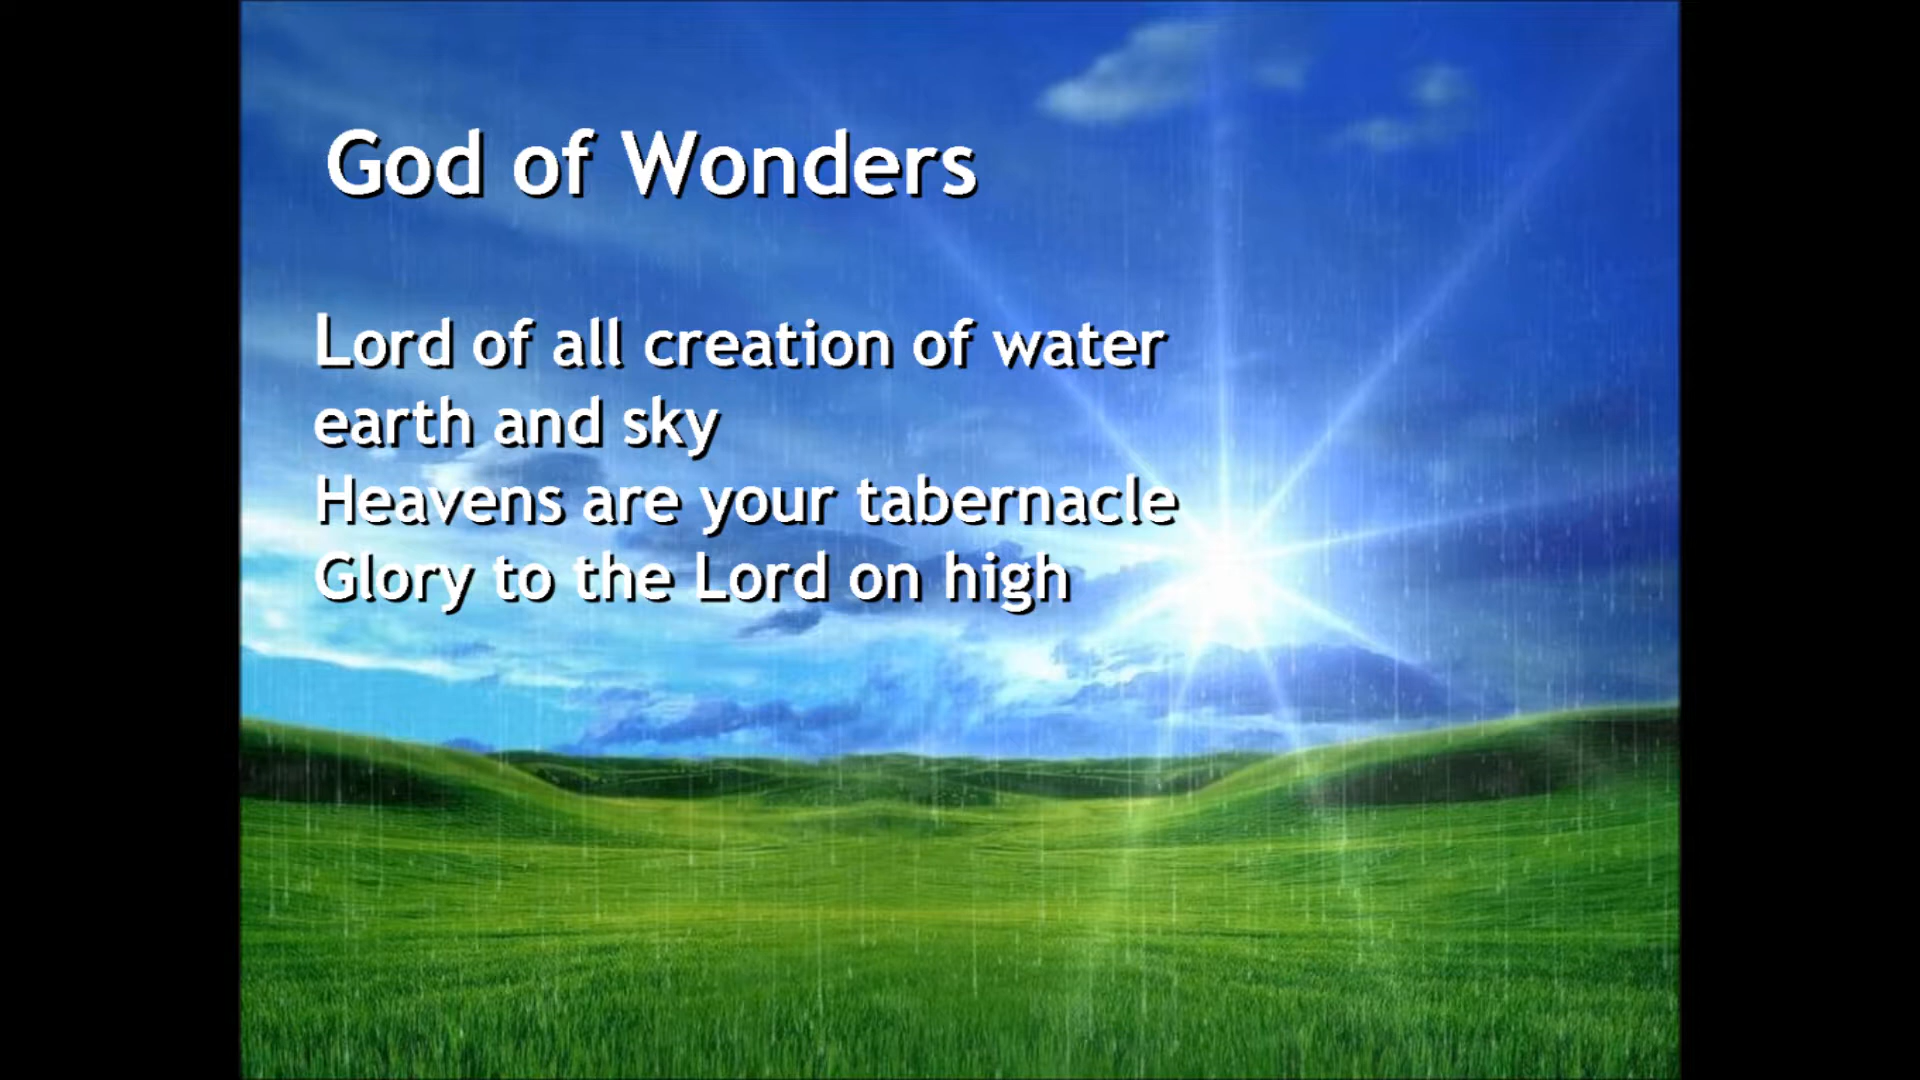 God of Wonders
Lord of all creation of water
earth and sky
Heavens are your tabernacle
Glory to the Lord on high